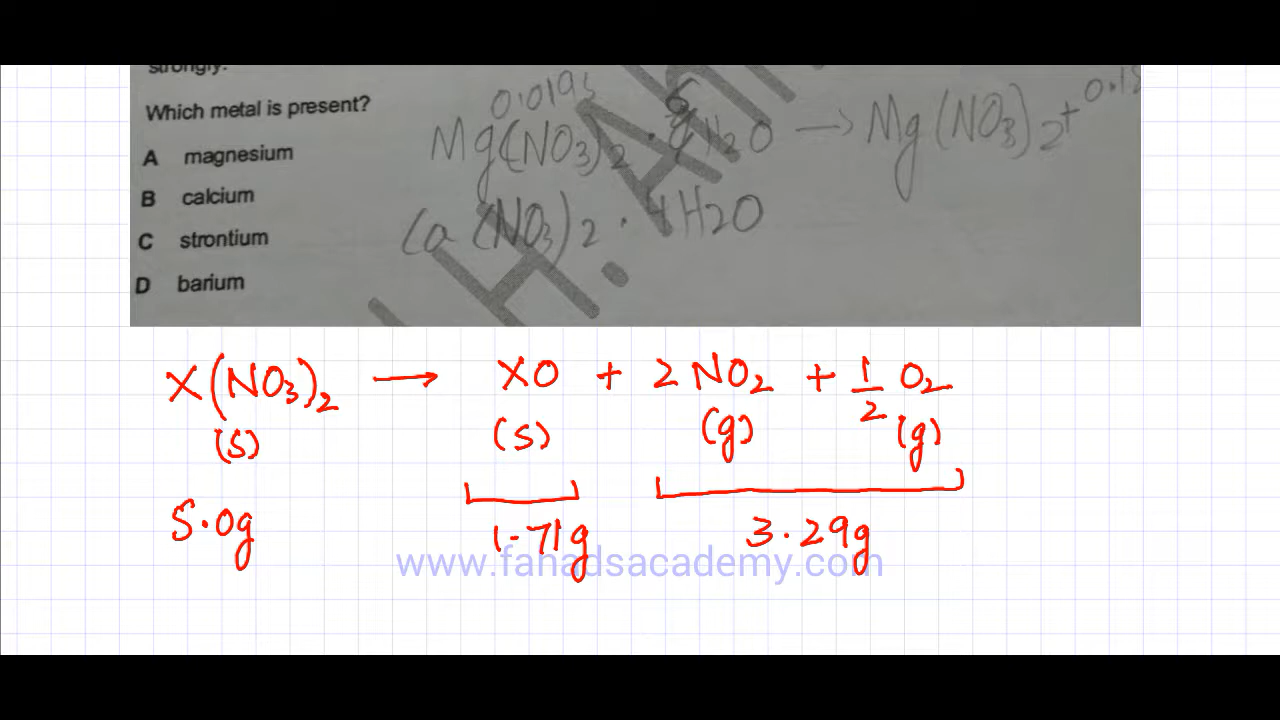 strongly.
Which metal is present?
0.0195
Mg(NO3)2 · 6H2O → Mg(NO3)2 +
A magnesium
B calcium
Ca(NO3)2 · 4H2O
C strontium
D barium
X(NO3)2 → XO + 2NO2 + 1/2 O2
(s) (s) (g) (g)
5.0g 1.71g 3.29g
www.fahadsacademy.com